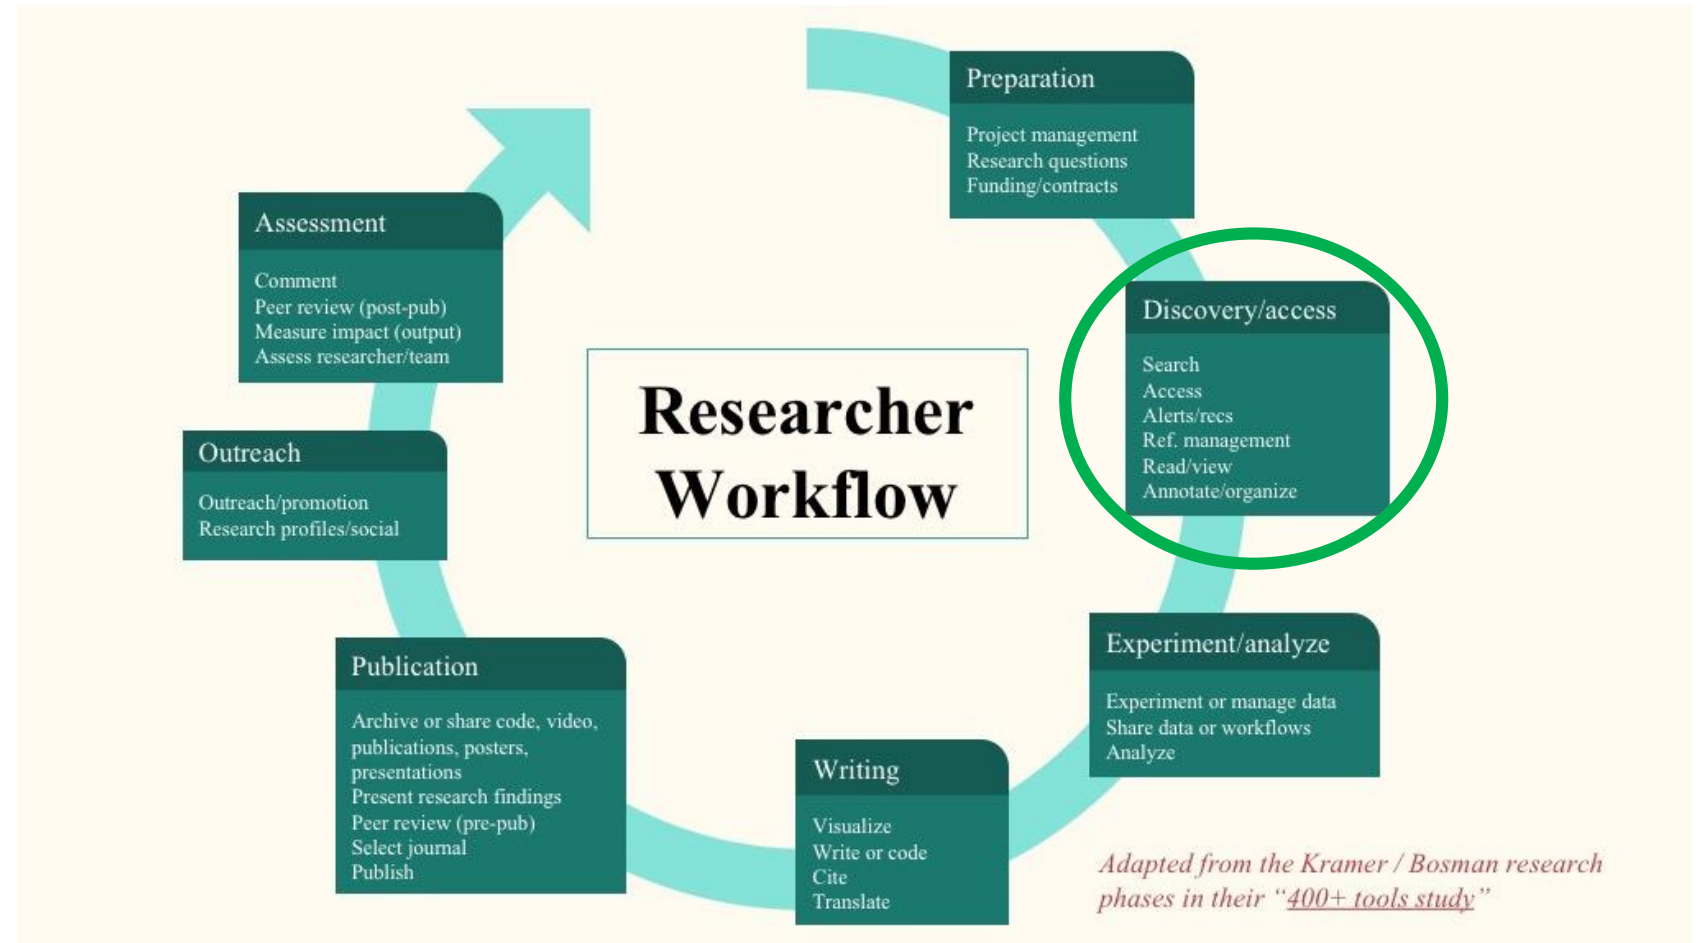 Researcher
Workflow
Preparation
Project management
Research questions
Funding/contracts
Discovery/access
Search
Access
Alerts/recs
Ref. management
Read/view
Annotate/organize
Experiment/analyze
Experiment or manage data
Share data or workflows
Analyze
Writing
Visualize
Write or code
Cite
Translate
Publication
Archive or share code, video,
publications, posters,
presentations
Present research findings
Peer review (pre-pub)
Select journal
Publish
Outreach
Outreach/promotion
Research profiles/social
Assessment
Comment
Peer review (post-pub)
Measure impact (output)
Assess researcher/team
Adapted from the Kramer / Bosman research
phases in their “400+ tools study”